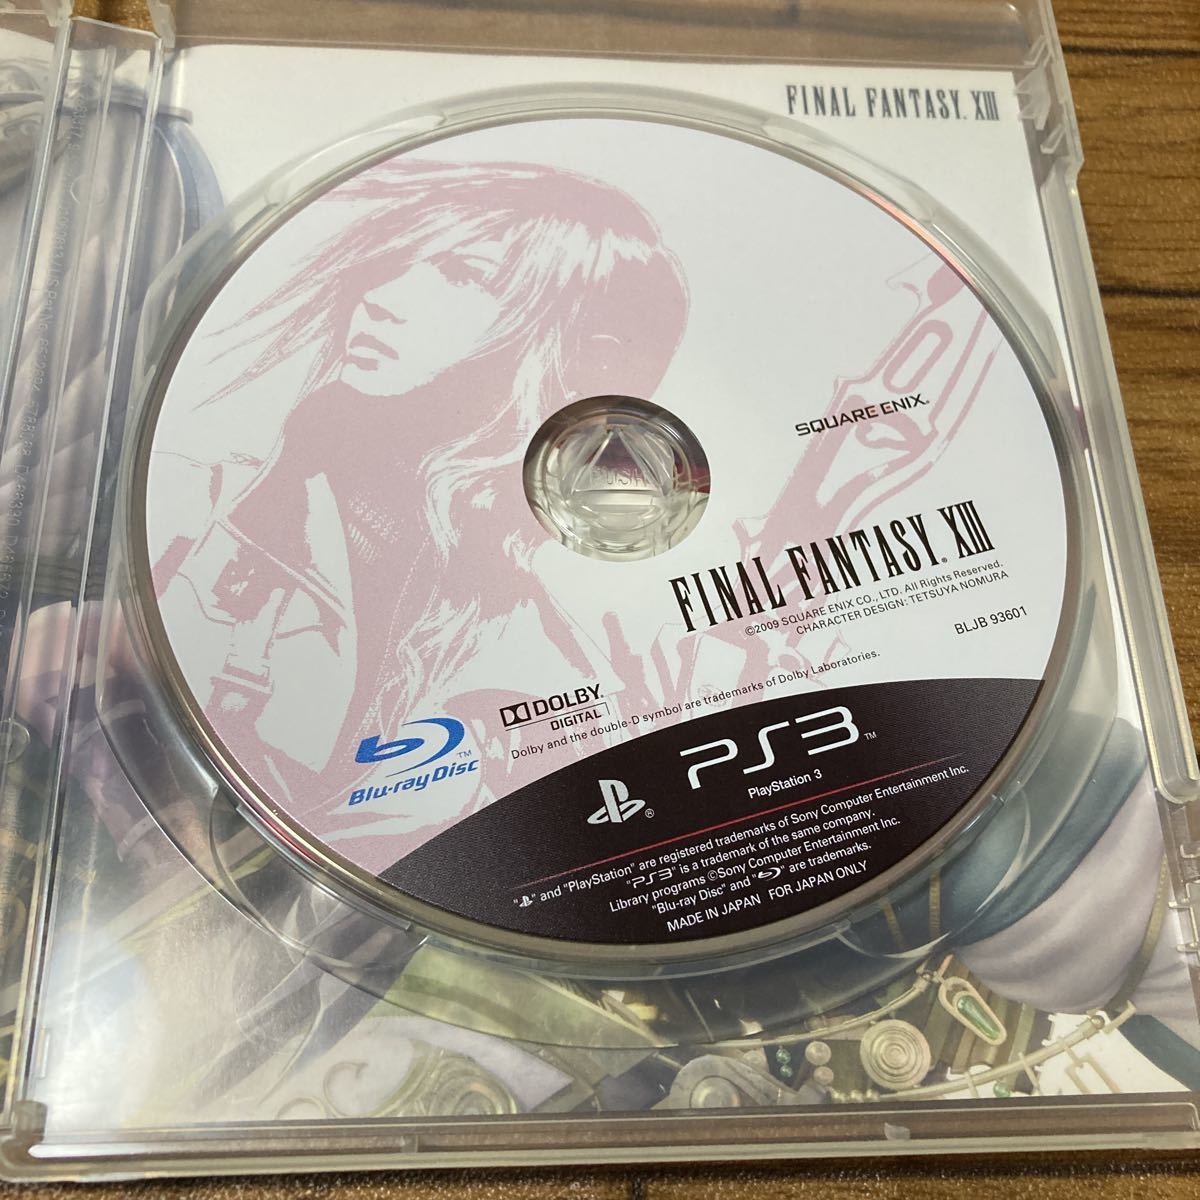 FINAL FANTASY XIII
SQUARE ENIX.
FINAL FANTASY® XIII
©2009 SQUARE ENIX CO., LTD. All Rights Reserved.
CHARACTER DESIGN: TETSUYA NOMURA
BLJB 93601
DOLBY
DIGITAL
Dolby and the double-D symbol are trademarks of Dolby Laboratories.
Blu-ray Disc™
PS3™
PlayStation 3
®
" " and "PlayStation" are registered trademarks of Sony Computer Entertainment Inc.
"PS3" is a trademark of the same company.
Library programs ©Sony Computer Entertainment Inc.
"Blu-ray Disc" and " " are trademarks.
MADE IN JAPAN FOR JAPAN ONLY
PUSH